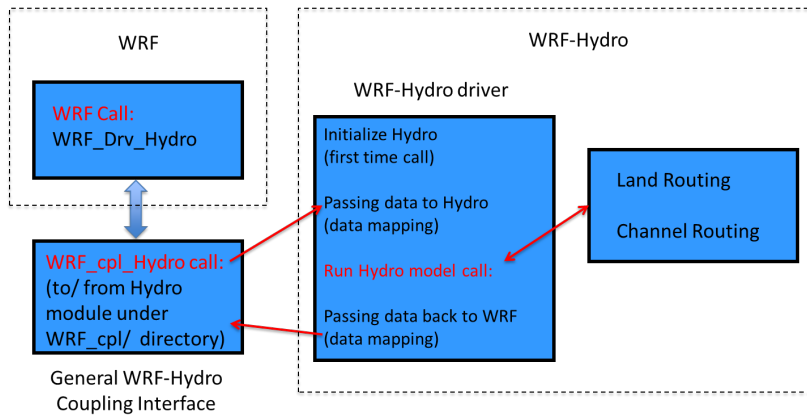 WRF
WRF Call:
WRF_Drv_Hydro
WRF_cpl_Hydro call:
(to/ from Hydro
module under
WRF_cpl/ directory)
General WRF-Hydro
Coupling Interface
WRF-Hydro
WRF-Hydro driver
Initialize Hydro
(first time call)
Passing data to Hydro
(data mapping)
Run Hydro model call:
Passing data back to WRF
(data mapping)
Land Routing
Channel Routing